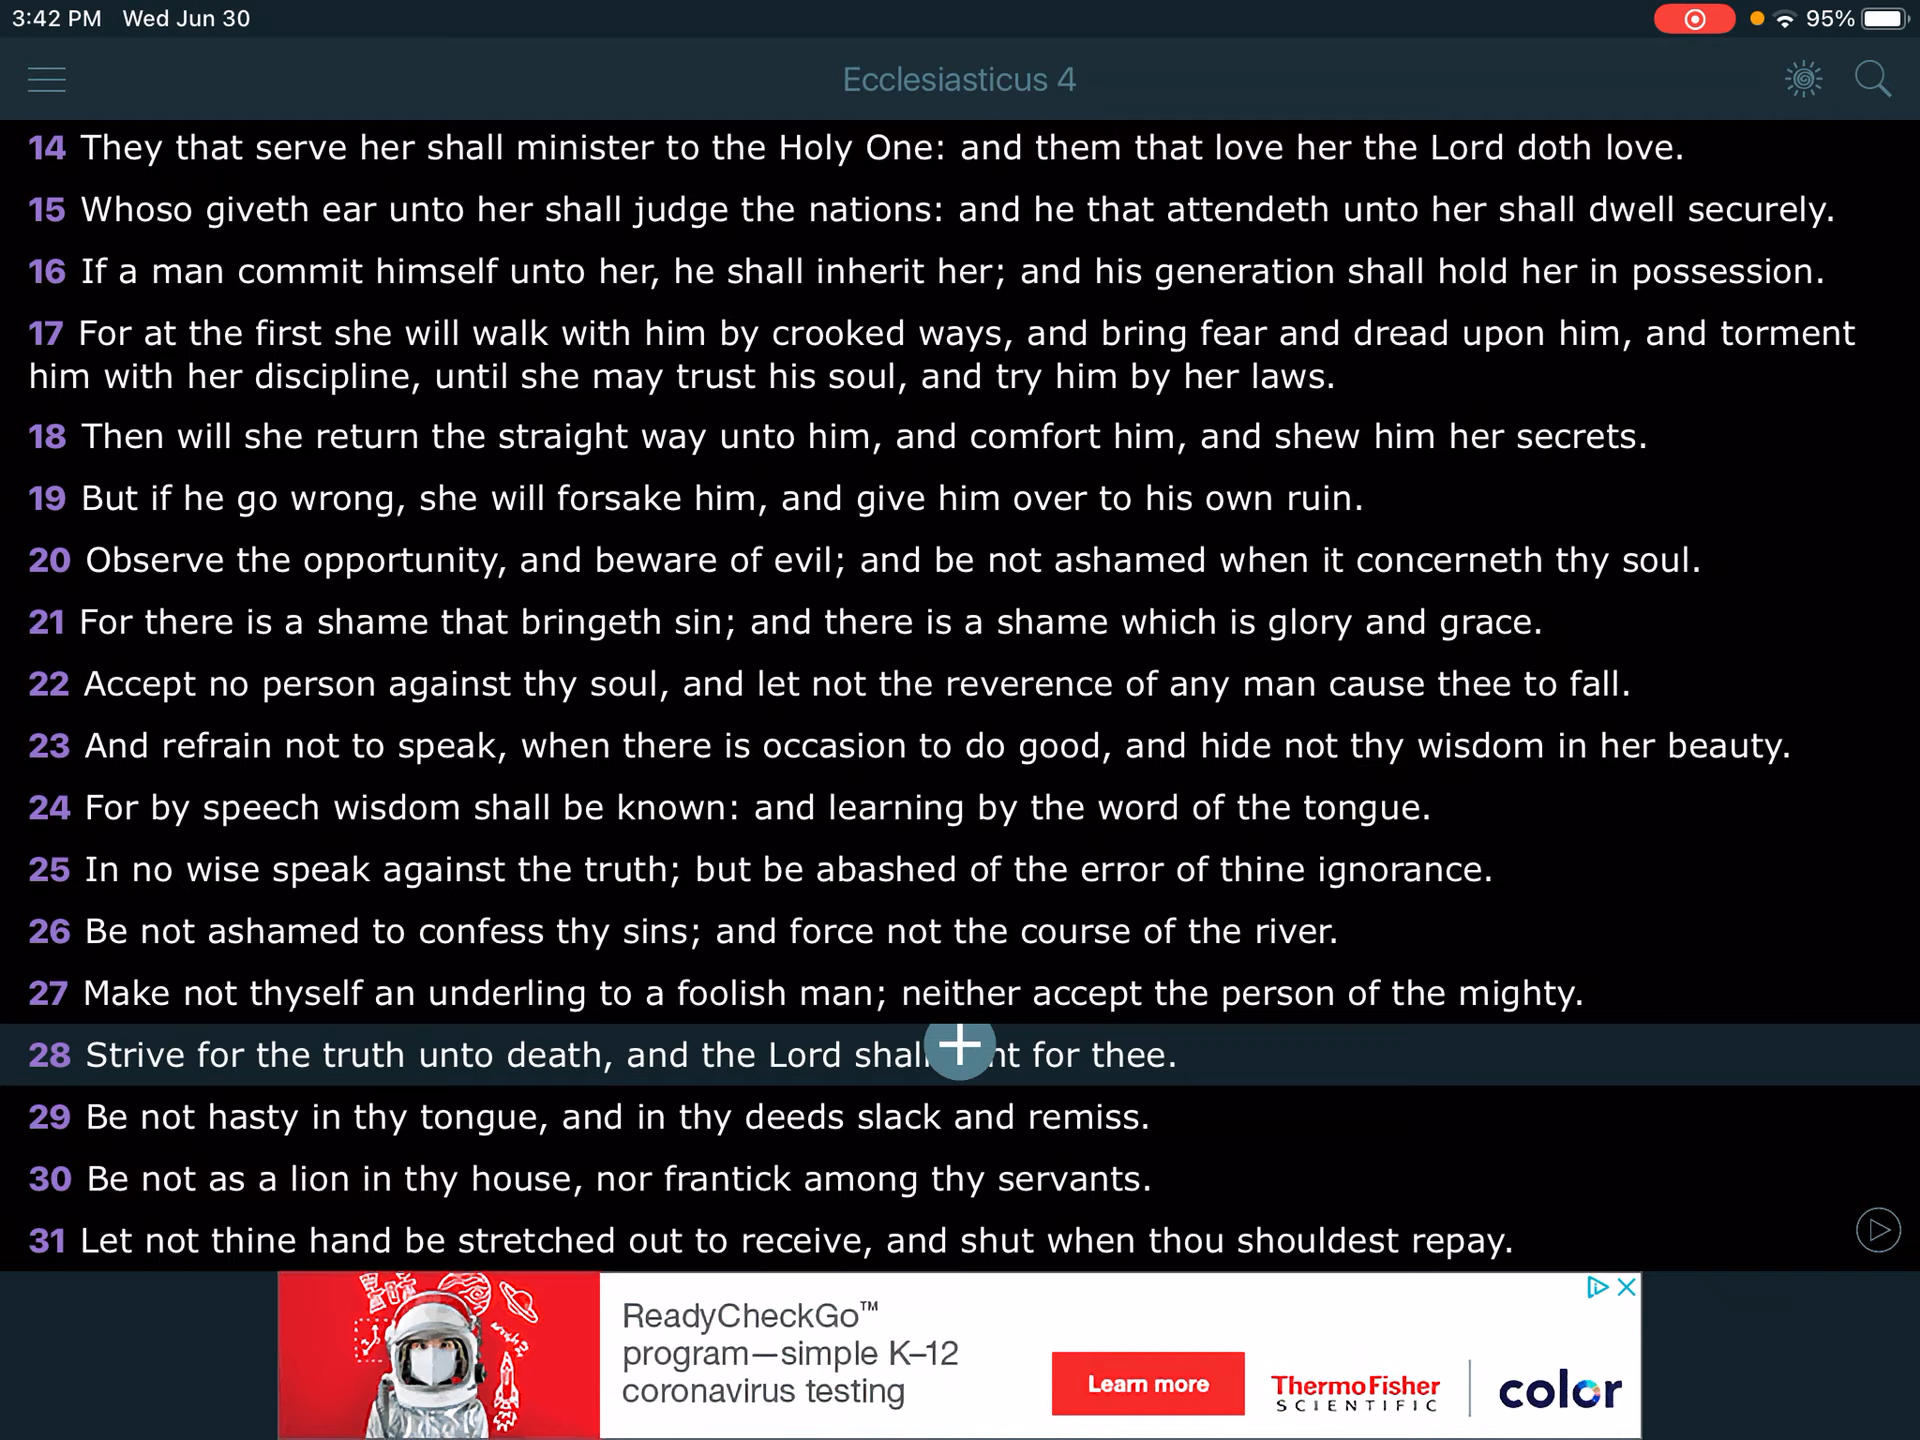 3:42 PM Wed Jun 30
95%
Ecclesiasticus 4
14 They that serve her shall minister to the Holy One: and them that love her the Lord doth love.
15 Whoso giveth ear unto her shall judge the nations: and he that attendeth unto her shall dwell securely.
16 If a man commit himself unto her, he shall inherit her; and his generation shall hold her in possession.
17 For at the first she will walk with him by crooked ways, and bring fear and dread upon him, and torment
him with her discipline, until she may trust his soul, and try him by her laws.
18 Then will she return the straight way unto him, and comfort him, and shew him her secrets.
19 But if he go wrong, she will forsake him, and give him over to his own ruin.
20 Observe the opportunity, and beware of evil; and be not ashamed when it concerneth thy soul.
21 For there is a shame that bringeth sin; and there is a shame which is glory and grace.
22 Accept no person against thy soul, and let not the reverence of any man cause thee to fall.
23 And refrain not to speak, when there is occasion to do good, and hide not thy wisdom in her beauty.
24 For by speech wisdom shall be known: and learning by the word of the tongue.
25 In no wise speak against the truth; but be abashed of the error of thine ignorance.
26 Be not ashamed to confess thy sins; and force not the course of the river.
27 Make not thyself an underling to a foolish man; neither accept the person of the mighty.
28 Strive for the truth unto death, and the Lord shall for thee.
29 Be not hasty in thy tongue, and in thy deeds slack and remiss.
30 Be not as a lion in thy house, nor frantick among thy servants.
31 Let not thine hand be stretched out to receive, and shut when thou shouldest repay.
ReadyCheckGo™
program—simple K–12
coronavirus testing
Learn more
ThermoFisher
SCIENTIFIC
color